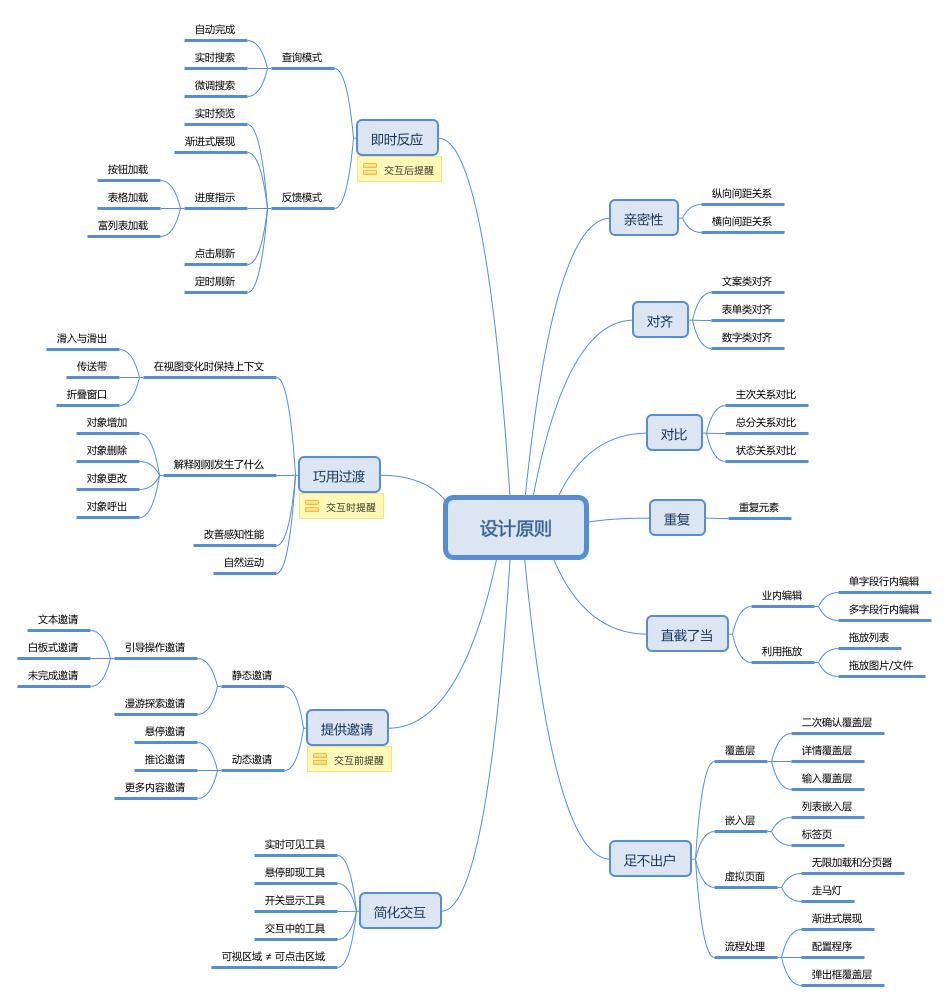 设计原则
亲密性
纵向间距关系
横向间距关系
对齐
文案类对齐
表单类对齐
数字类对齐
对比
主次关系对比
总分关系对比
状态关系对比
重复
重复元素
直截了当
业内编辑
单字段行内编辑
多字段行内编辑
利用拖放
拖放列表
拖放图片/文件
足不出户
覆盖层
二次确认覆盖层
详情覆盖层
输入覆盖层
嵌入层
列表嵌入层
标签页
虚拟页面
无限加载和分页器
走马灯
流程处理
渐进式展现
配置程序
弹出框覆盖层
简化交互
实时可见工具
悬停即现工具
开关显示工具
交互中的工具
可视区域 ≠ 可点击区域
提供邀请
交互前提醒
静态邀请
引导操作邀请
文本邀请
白板式邀请
未完成邀请
漫游探索邀请
动态邀请
悬停邀请
推论邀请
更多内容邀请
巧用过渡
交互时提醒
在视图变化时保持上下文
滑入与滑出
传送带
折叠窗口
解释刚刚发生了什么
对象增加
对象删除
对象更改
对象呼出
改善感知性能
自然运动
即时反应
交互后提醒
查询模式
自动完成
实时搜索
微调搜索
反馈模式
实时预览
渐进式展现
进度指示
按钮加载
表格加载
富列表加载
点击刷新
定时刷新